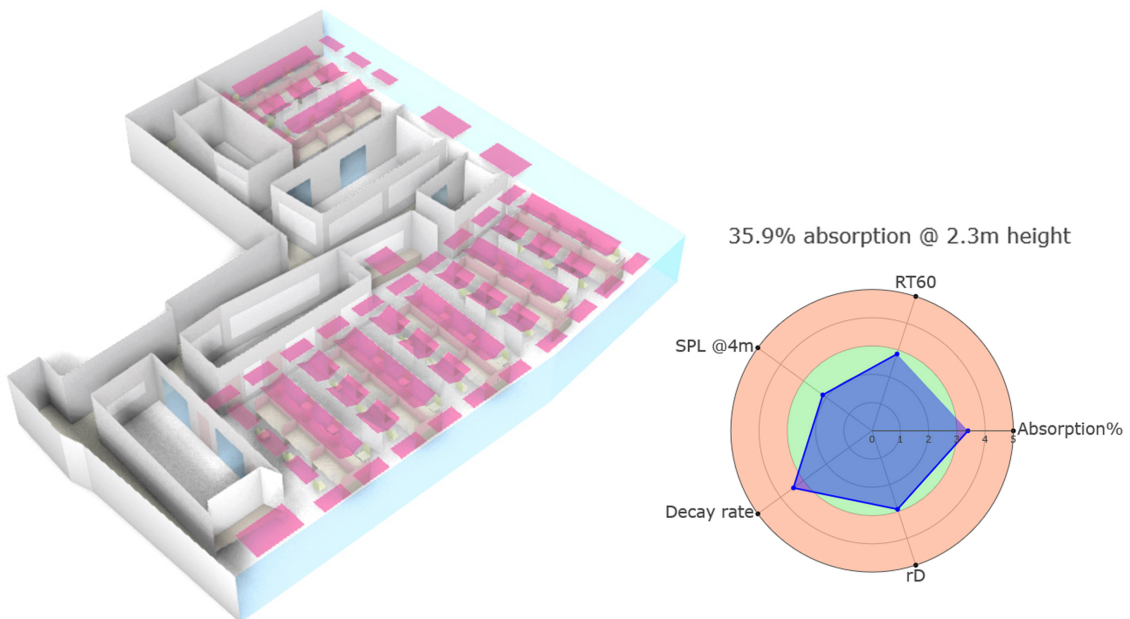 35.9% absorption @ 2.3m height
RT60
SPL @4m
0 1 2 3 4 5
Absorption%
Decay rate
rD